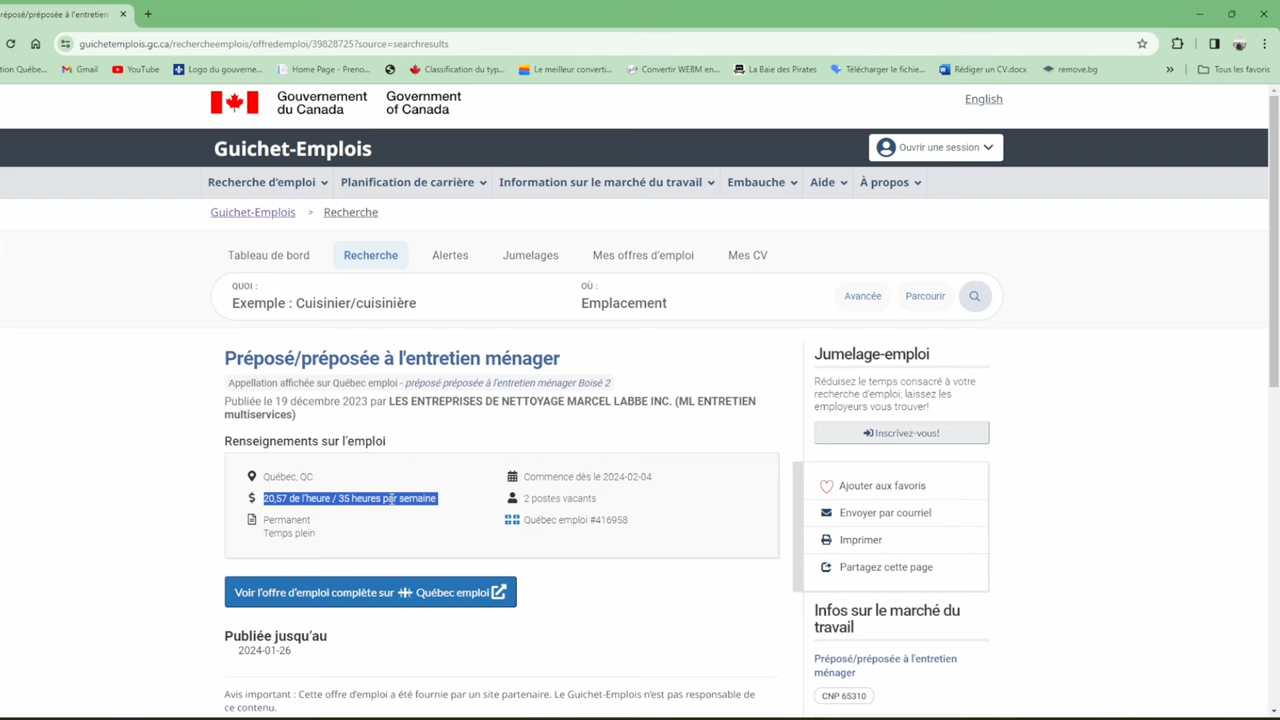 réposé/préposée à l'entretien
guichetemplois.gc.ca/rechercheemplois/offredemploi/39828725?source=searchresults
tion Québe...
Gmail
YouTube
Logo du gouverne...
Home Page - Preno...
Classification du typ...
Le meilleur converti...
Convertir WEBM en...
La Baie des Pirates
Télécharger le fichie...
Rédiger un CV.docx
remove.bg
»
Tous les favoris
Gouvernement
du Canada
Government
of Canada
English
Guichet-Emplois
Ouvrir une session
Recherche d'emploi
Planification de carrière
Information sur le marché du travail
Embauche
Aide
À propos
Guichet-Emplois > Recherche
Tableau de bord
Recherche
Alertes
Jumelages
Mes offres d'emploi
Mes CV
QUOI :
Exemple : Cuisinier/cuisinière
OÙ :
Emplacement
Avancée
Parcourir
Préposé/préposée à l'entretien ménager
Appellation affichée sur Québec emploi - préposé préposée à l'entretien ménager Boisé 2
Publiée le 19 décembre 2023 par LES ENTREPRISES DE NETTOYAGE MARCEL LABBE INC. (ML ENTRETIEN
multiservices)
Renseignements sur l'emploi
Québec, QC
$ 20,57 de l'heure / 35 heures par semaine
Permanent
Temps plein
Commence dès le 2024-02-04
2 postes vacants
Québec emploi #416958
Voir l'offre d'emploi complète sur Québec emploi
Publiée jusqu'au
2024-01-26
Avis important : Cette offre d'emploi a été fournie par un site partenaire. Le Guichet-Emplois n'est pas responsable de
ce contenu.
Jumelage-emploi
Réduisez le temps consacré à votre
recherche d'emploi; laissez les
employeurs vous trouver!
Inscrivez-vous!
Ajouter aux favoris
Envoyer par courriel
Imprimer
Partagez cette page
Infos sur le marché du
travail
Préposé/préposée à l'entretien
ménager
CNP 65310